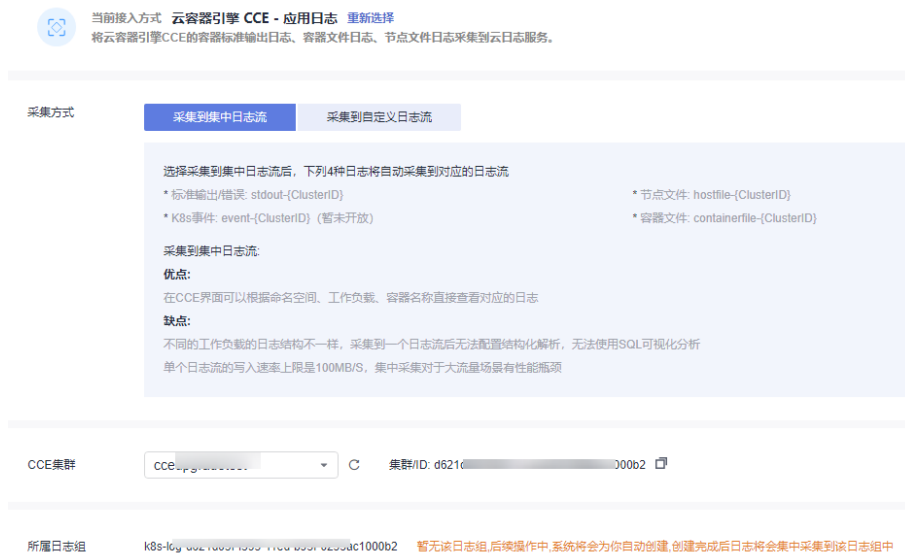 当前接入方式 云容器引擎 CCE - 应用日志 重新选择
将云容器引擎CCE的容器标准输出日志、容器文件日志、节点文件日志采集到云日志服务。
采集方式 采集到集中日志流 采集到自定义日志流
选择采集到集中日志流后，下列4种日志将自动采集到对应的日志流
* 标准输出/错误: stdout-{ClusterID} * 节点文件: hostfile-{ClusterID}
* K8s事件: event-{ClusterID}（暂未开放） * 容器文件: containerfile-{ClusterID}
采集到集中日志流:
优点:
在CCE界面可以根据命名空间、工作负载、容器名称直接查看对应的日志
缺点:
不同的工作负载的日志结构不一样，采集到一个日志流后无法配置结构化解析，无法使用SQL可视化分析
单个日志流的写入速率上限是100MB/S，集中采集对于大流量场景有性能瓶颈
CCE集群 集群/ID:
所属日志组 暂无该日志组,后续操作中,系统将会为你自动创建,创建完成后日志将会集中采集到该日志组中